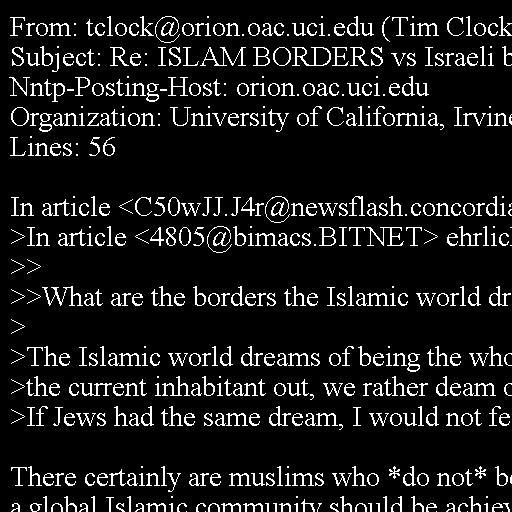 From: tclock@orion.oac.uci.edu (Tim Clock
Subject: Re: ISLAM BORDERS vs Israeli b
Nntp-Posting-Host: orion.oac.uci.edu
Organization: University of California, Irvine
Lines: 56

In article <C50wJJ.J4r@newsflash.concordia
>In article <4805@bimacs.BITNET> ehrlic
>>
>>What are the borders the Islamic world dr
>
>The Islamic world dreams of being the who
>the current inhabitant out, we rather deam o
>If Jews had the same dream, I would not fe

There certainly are muslims who *do not* be
a global Islamic community should be achiev